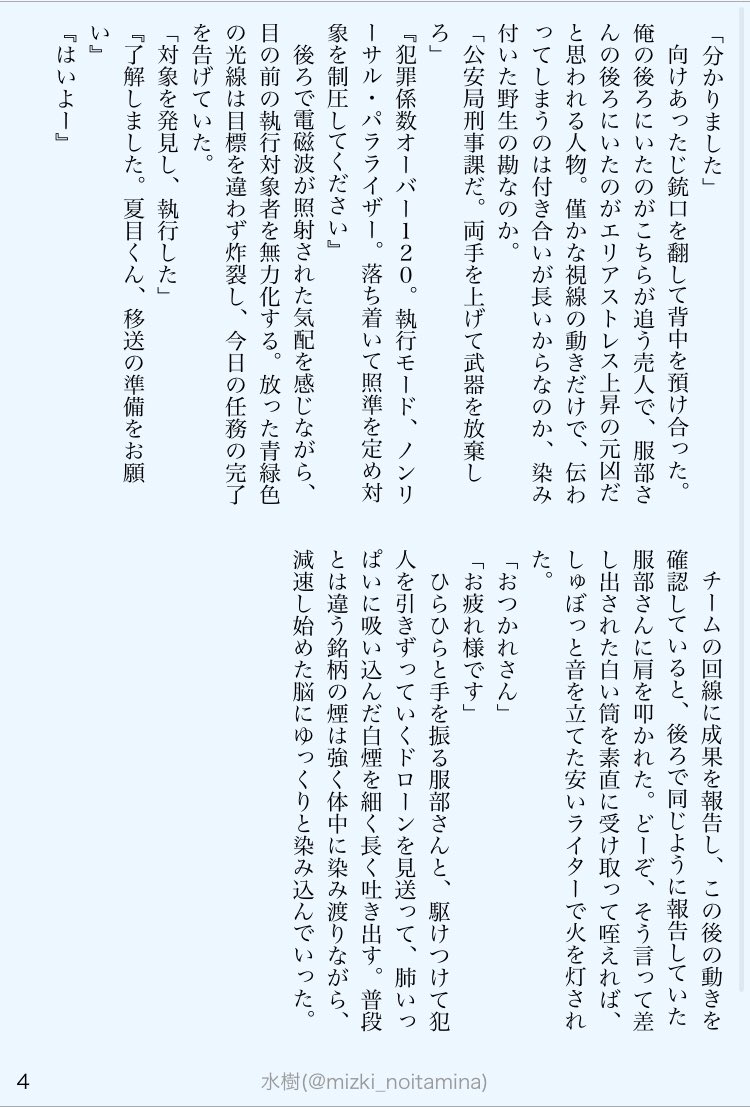 「分かりました」
　向けあったじ銃口を翻して背中を預け合った。
俺の後ろにいたのがこちらが追う売人で、服部さ
んの後ろにいたのがエリアストレス上昇の元凶だ
と思われる人物。僅かな視線の動きだけで、伝わ
ってしまうのは付き合いが長いからなのか、染み
付いた野生の勘なのか。
「公安局刑事課だ。両手を上げて武器を放棄し
ろ」
『犯罪係数オーバー１２０。執行モード、ノンリ
ーサル・パラライザー。落ち着いて照準を定め対
象を制圧してください』
　後ろで電磁波が照射された気配を感じながら、
目の前の執行対象者を無力化する。放った青緑色
の光線は目標を違わず炸裂し、今日の任務の完了
を告げていた。
「対象を発見し、執行した」
『了解しました。夏目くん、移送の準備をお願
い』
『はいよー』
　チームの回線に成果を報告し、この後の動きを
確認していると、後ろで同じように報告していた
服部さんに肩を叩かれた。どーぞ、そう言って差
し出された白い筒を素直に受け取って咥えれば、
しゅぼっと音を立てた安いライターで火を灯され
た。
「おつかれさん」
「お疲れ様です」
　ひらひらと手を振る服部さんと、駆けつけて犯
人を引きずっていくドローンを見送って、肺いっ
ぱいに吸い込んだ白煙を細く長く吐き出す。普段
とは違う銘柄の煙は強く体中に染み渡りながら、
減速し始めた脳にゆっくりと染み込んでいった。
4
水樹(@mizki_noitamina)